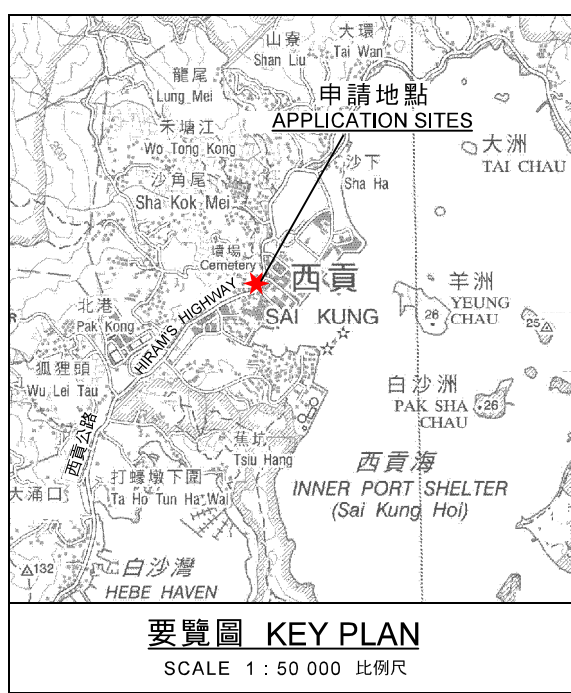 山寮
Shan Liu
大環
Tai Wan
龍尾
Lung Mei
申請地點
APPLICATION SITES
禾塘江
Wo Tong Kong
大洲
TAI CHAU
沙下
Sha Ha
沙角尾
Sha Kok Mei
墳場
Cemetery
西貢
SAI KUNG
羊洲
YEUNG
CHAU
26
25
北港
Pak Kong
HIRAM'S HIGHWAY
狐狸頭
Wu Lei Tau
白沙洲
PAK SHA
CHAU
26
西貢公路
蕉坑
Tsiu Hang
西貢海
INNER PORT SHELTER
(Sai Kung Hoi)
打蠔墩下圍
Ta Ho Tun Ha Wai
大涌口
132
白沙灣
HEBE HAVEN
要覽圖 KEY PLAN
SCALE 1 : 50 000 比例尺